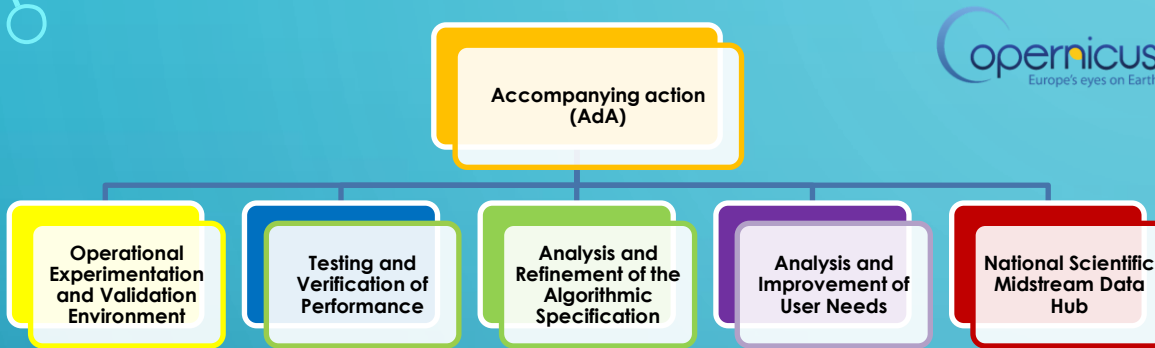 opernicus
Europe's eyes on Earth
Accompanying action
(AdA)
Operational
Experimentation
and Validation
Environment
Testing and
Verification of
Performance
Analysis and
Refinement of the
Algorithmic
Specification
Analysis and
Improvement of
User Needs
National Scientific
Midstream Data
Hub